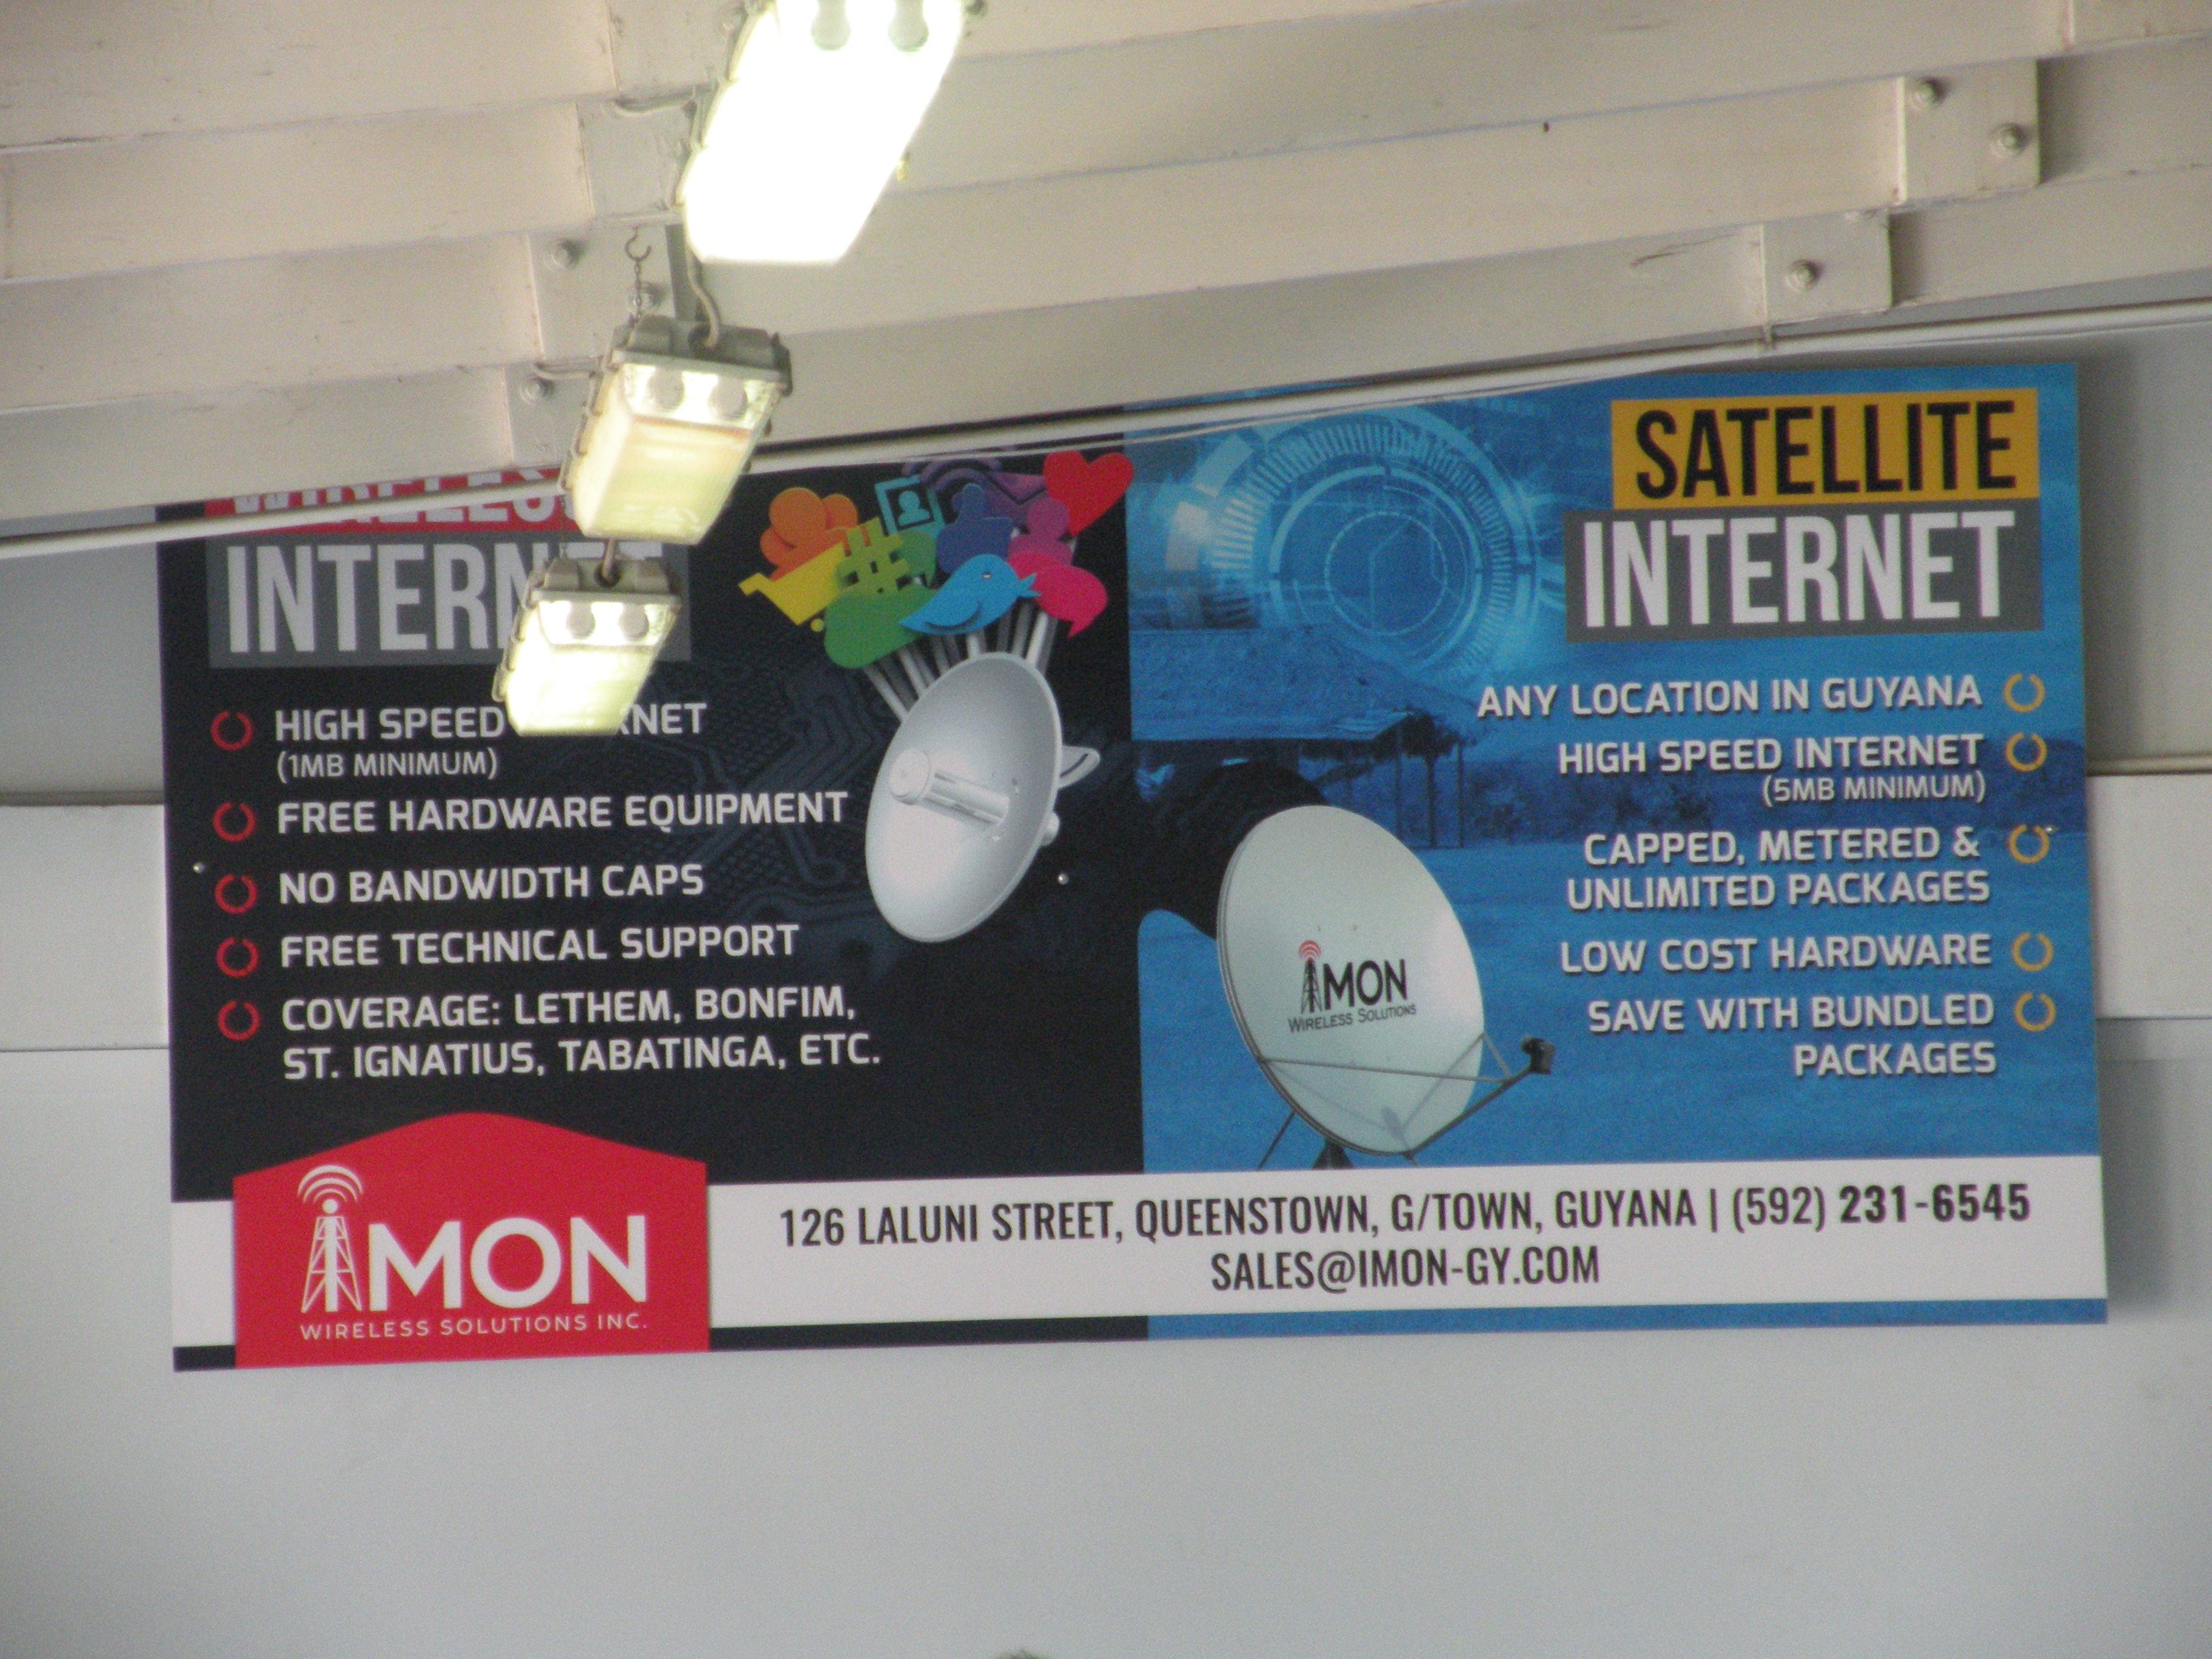 WIRELESS
INTERNET
HIGH SPEED INTERNET
(1MB MINIMUM)
FREE HARDWARE EQUIPMENT
NO BANDWIDTH CAPS
FREE TECHNICAL SUPPORT
COVERAGE: LETHEM, BONFIM,
ST. IGNATIUS, TABATINGA, ETC.
SATELLITE
INTERNET
ANY LOCATION IN GUYANA
HIGH SPEED INTERNET
(5MB MINIMUM)
CAPPED, METERED &
UNLIMITED PACKAGES
LOW COST HARDWARE
SAVE WITH BUNDLED
PACKAGES
iMON
WIRELESS SOLUTIONS
iMON
WIRELESS SOLUTIONS INC.
126 LALUNI STREET, QUEENSTOWN, G/TOWN, GUYANA | (592) 231-6545
SALES@IMON-GY.COM